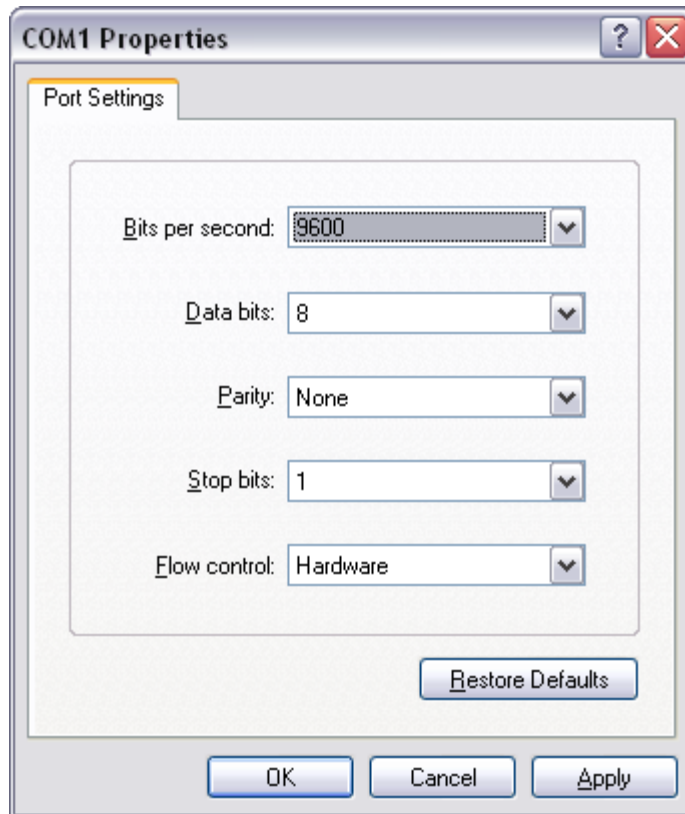 COM1 Properties
Port Settings
Bits per second: 9600
Data bits: 8
Parity: None
Stop bits: 1
Flow control: Hardware
Restore Defaults
OK Cancel Apply